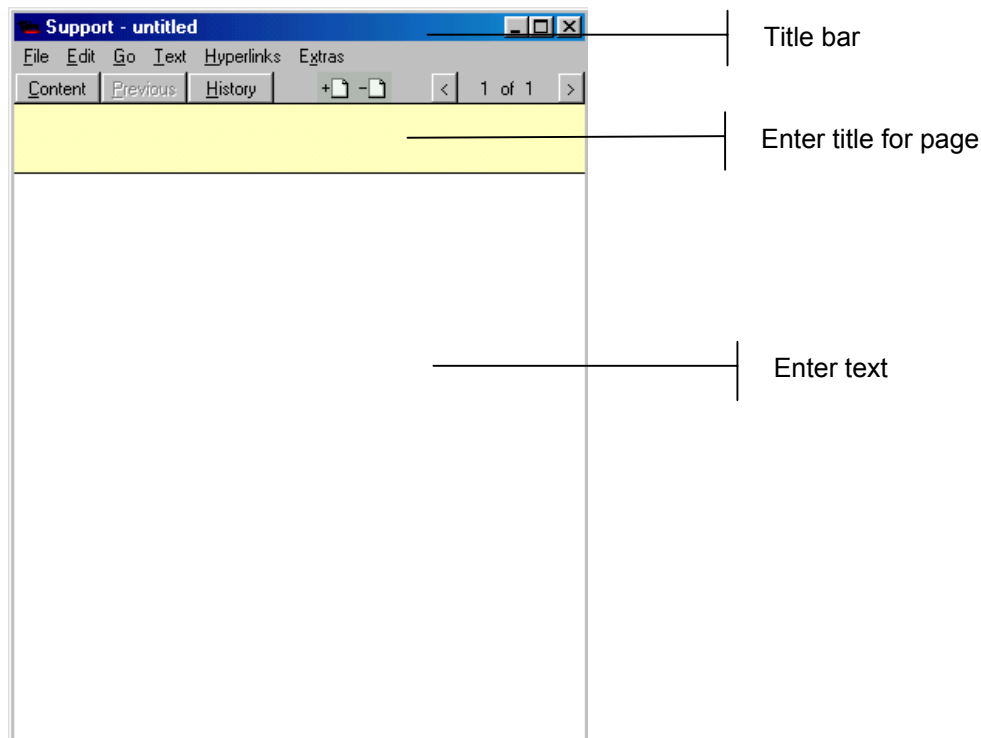 Support - untitled
File Edit Go Text Hyperlinks Extras
Content Previous History + - < 1 of 1 >
Title bar
Enter title for page
Enter text